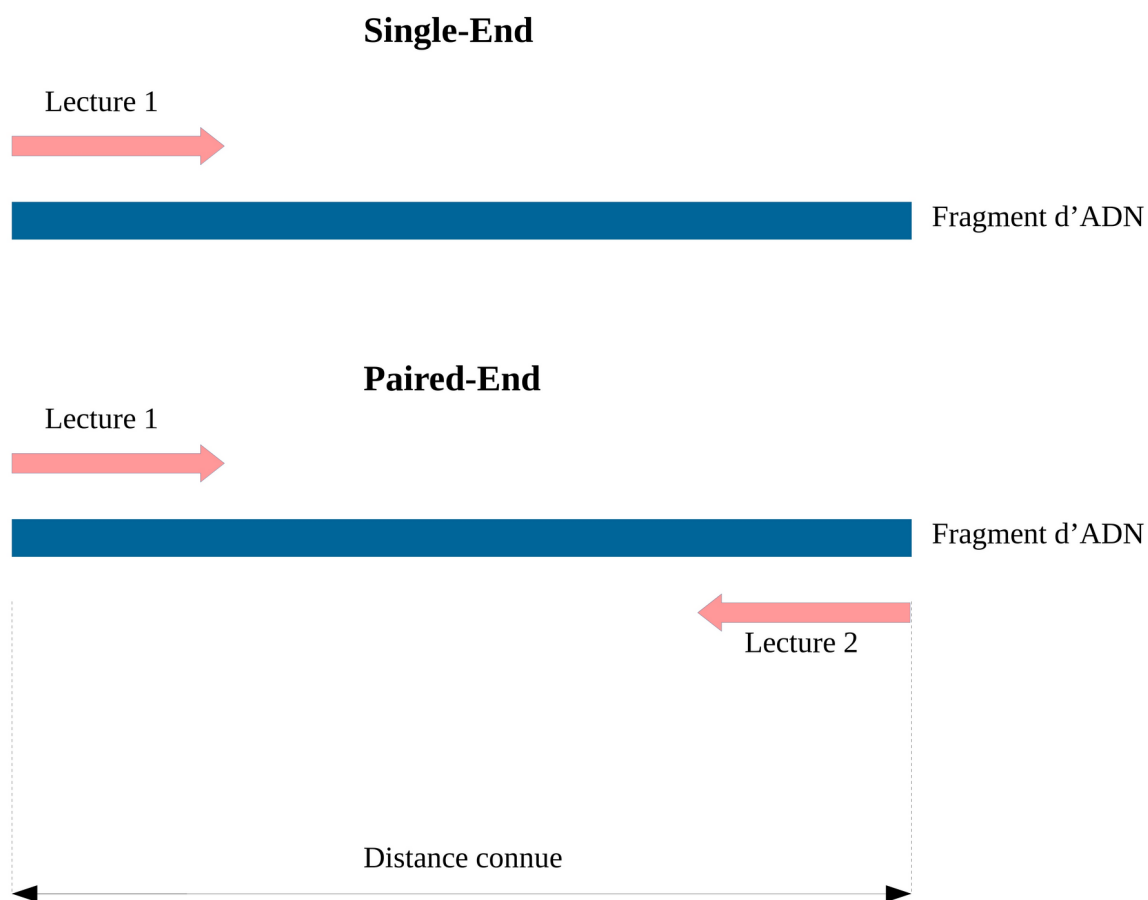 Single-End
Lecture 1
Fragment d’ADN
Paired-End
Lecture 1
Fragment d’ADN
Lecture 2
Distance connue